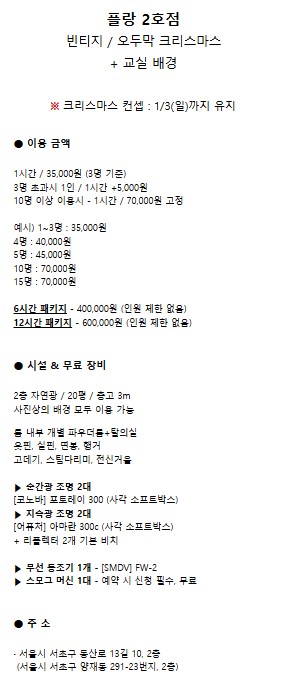 플랑 2호점
빈티지 / 오두막 크리스마스
+ 교실 배경
※ 크리스마스 컨셉 : 1/3(일)까지 유지
● 이용 금액
1시간 / 35,000원 (3명 기준)
3명 초과시 1인 / 1시간 +5,000원
10명 이상 이용시 - 1시간 / 70,000원 고정
예시) 1~3명 : 35,000원
4명 : 40,000원
5명 : 45,000원
10명 : 70,000원
15명 : 70,000원
6시간 패키지 - 400,000원 (인원 제한 없음)
12시간 패키지 - 600,000원 (인원 제한 없음)
● 시설 & 무료 장비
2층 자연광 / 20평 / 층고 3m
사진상의 배경 모두 이용 가능
룸 내부 개별 파우더룸+탈의실
옷핀, 실핀, 면봉, 행거
고데기, 스팀다리미, 전신거울
▶ 순간광 조명 2대
[코노바] 포트레이 300 (사각 소프트박스)
▶ 지속광 조명 2대
[어퓨처] 아마란 300c (사각 소프트박스)
+ 리플렉터 2개 기본 비치
▶ 무선 동조기 1개 - [SMDV] FW-2
▶ 스모그 머신 1대 - 예약 시 신청 필수, 무료
● 주 소
· 서울시 서초구 동산로 13길 10, 2층
(서울시 서초구 양재동 291-23번지, 2층)